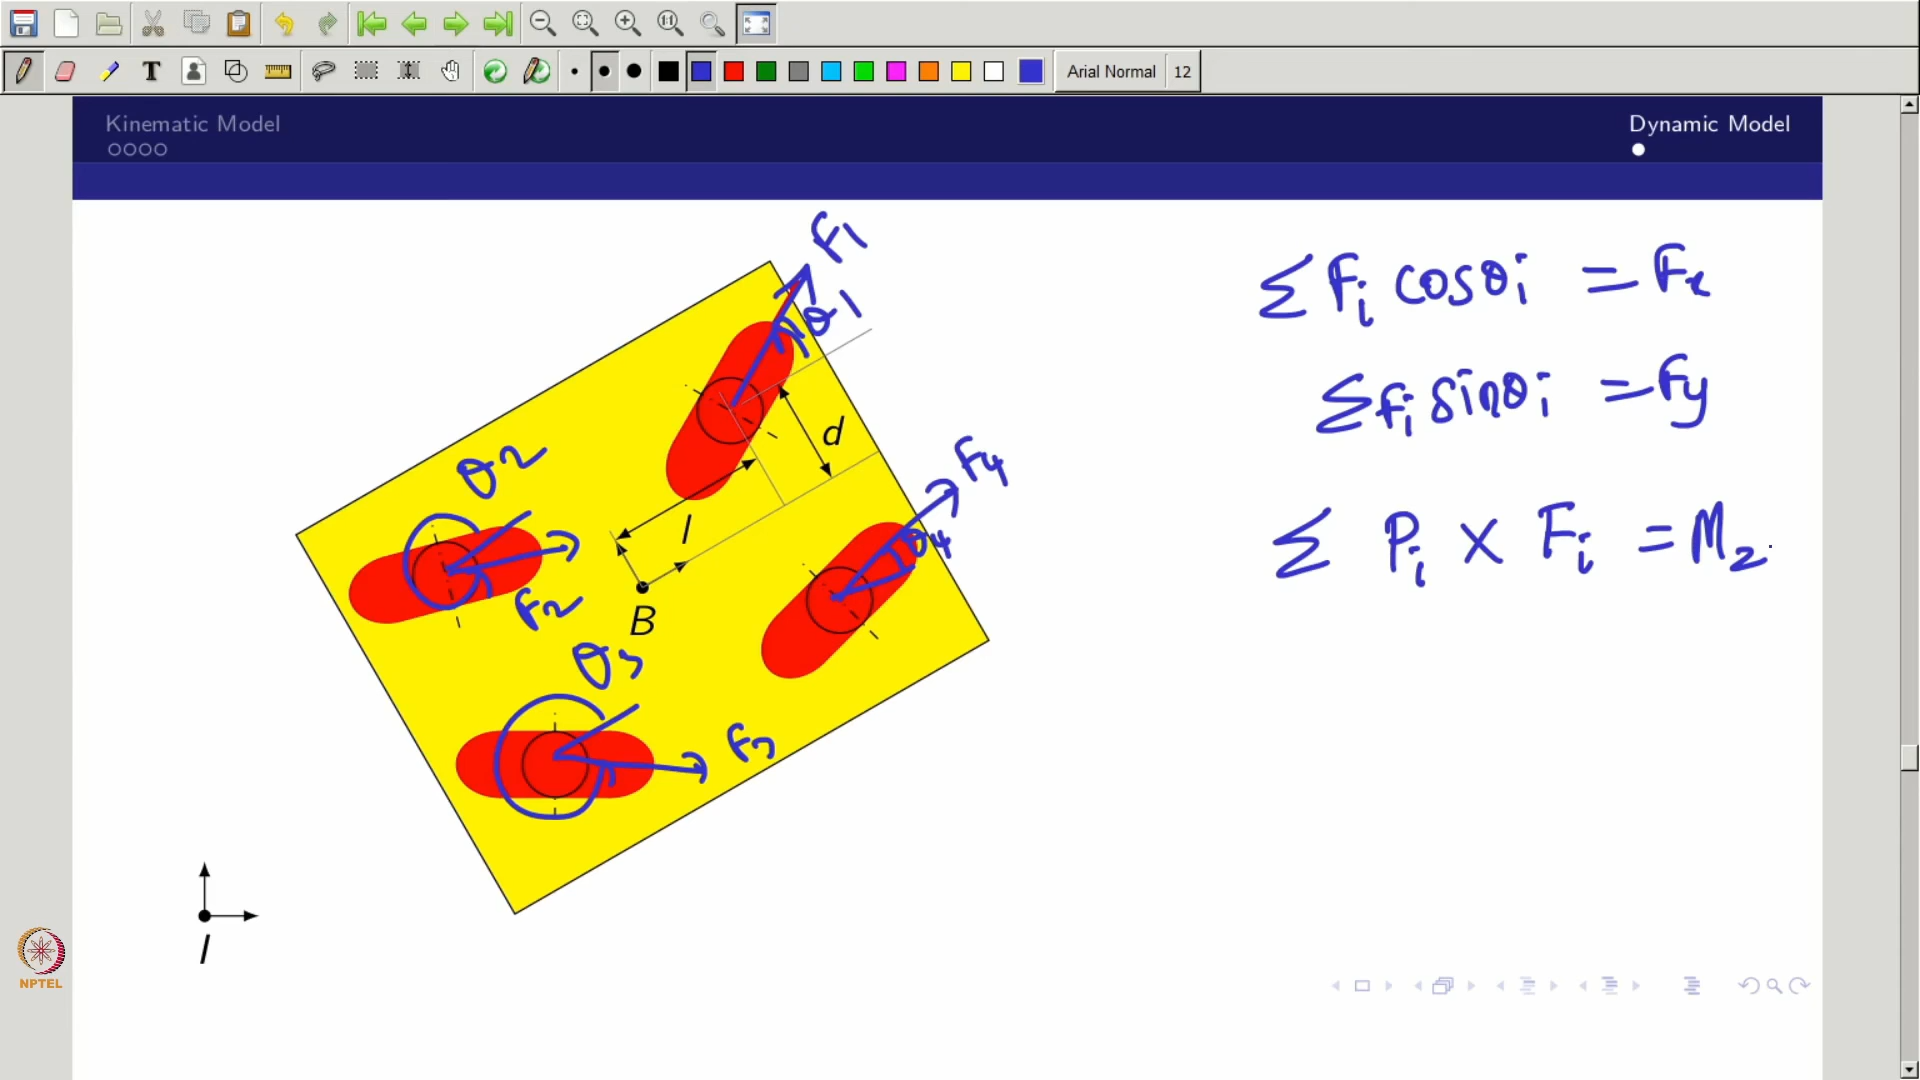 Arial Normal 12
Kinematic Model
Dynamic Model
F1
θ1
d
θ2
F4
θ4
l
F2
B
θ3
F3
I
Σ Fi cosθi = Fx
Σ Fi sinθi = Fy
Σ Pi × Fi = Mz
NPTEL